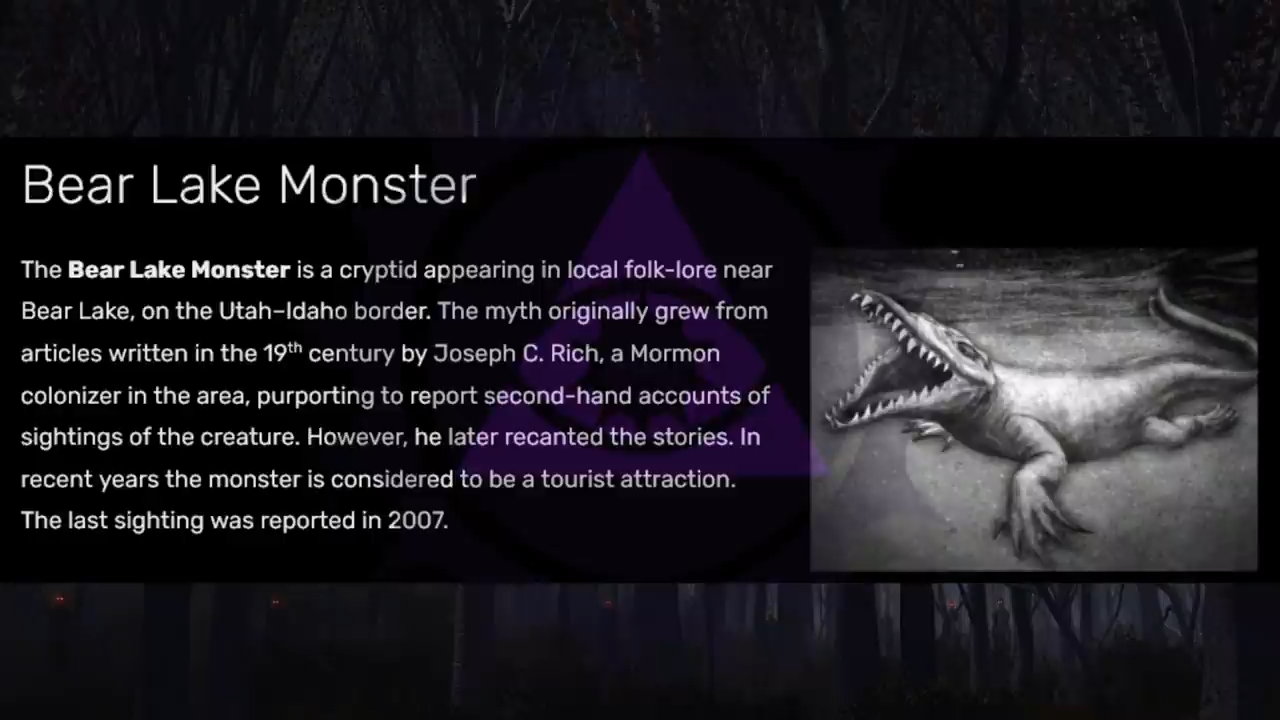 Bear Lake Monster
The Bear Lake Monster is a cryptid appearing in local folk-lore near
Bear Lake, on the Utah–Idaho border. The myth originally grew from
articles written in the 19th century by Joseph C. Rich, a Mormon
colonizer in the area, purporting to report second-hand accounts of
sightings of the creature. However, he later recanted the stories. In
recent years the monster is considered to be a tourist attraction.
The last sighting was reported in 2007.